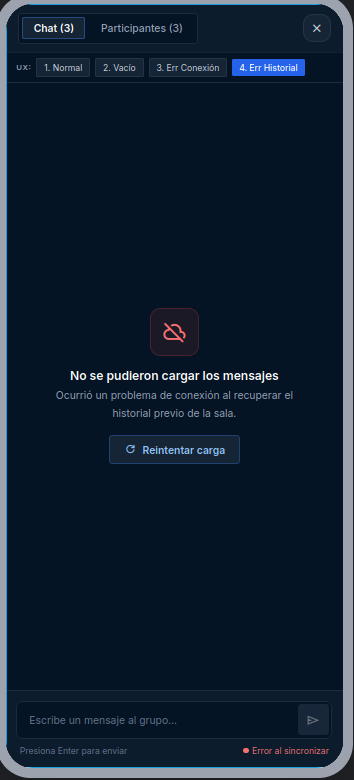 Chat (3) Participantes (3)
UX: 1. Normal 2. Vacío 3. Err Conexión 4. Err Historial
No se pudieron cargar los mensajes
Ocurrió un problema de conexión al recuperar el
historial previo de la sala.
Reintentar carga
Escribe un mensaje al grupo...
Presiona Enter para enviar Error al sincronizar